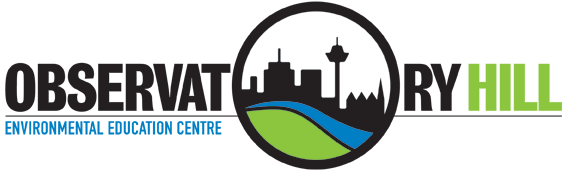 OBSERVATORY HILL
ENVIRONMENTAL EDUCATION CENTRE